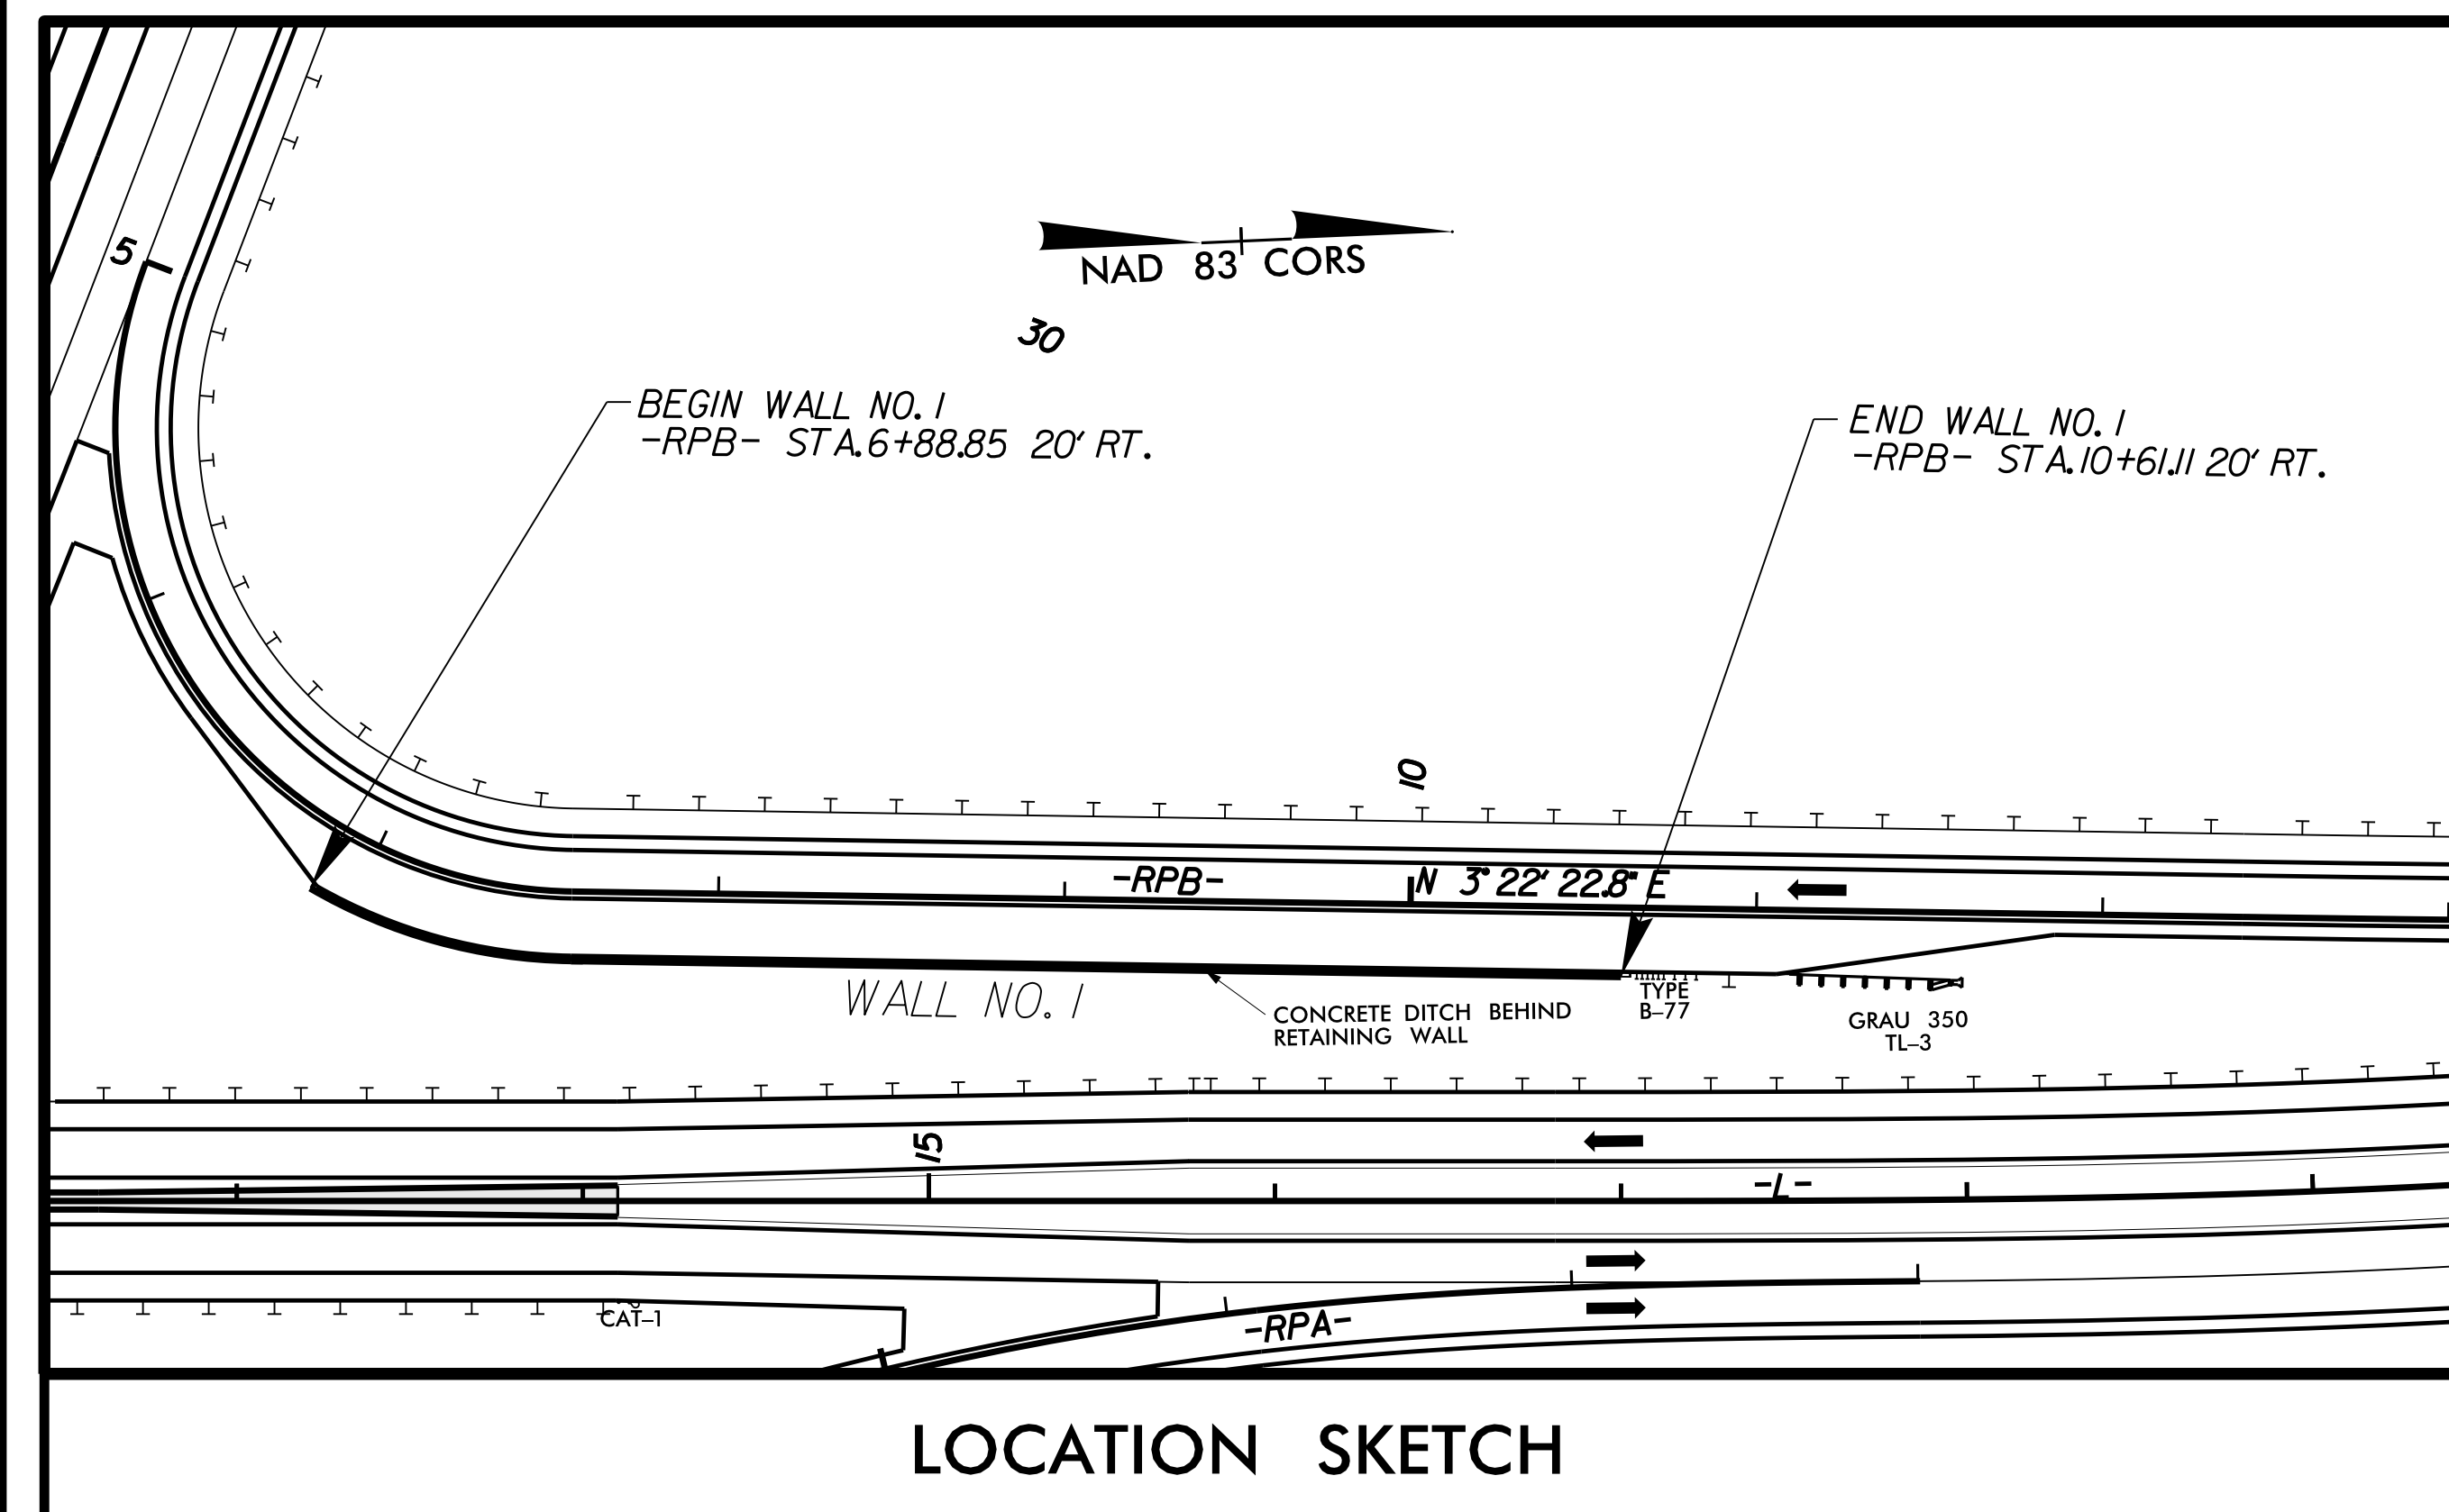 5
NAD 83 CORS
30
BEGIN WALL NO. 1
-RPB- STA. 6+88.85 20' RT.
END WALL NO. 1
-RPB- STA. 10+61.11 20' RT.
10
-RPB-
N 3° 22' 22.8" E
WALL NO. 1
CONCRETE DITCH BEHIND
RETAINING WALL
TYPE
B-77
GRAU 350
TL-3
15
-L-
CAT-1
-RPA-
LOCATION SKETCH